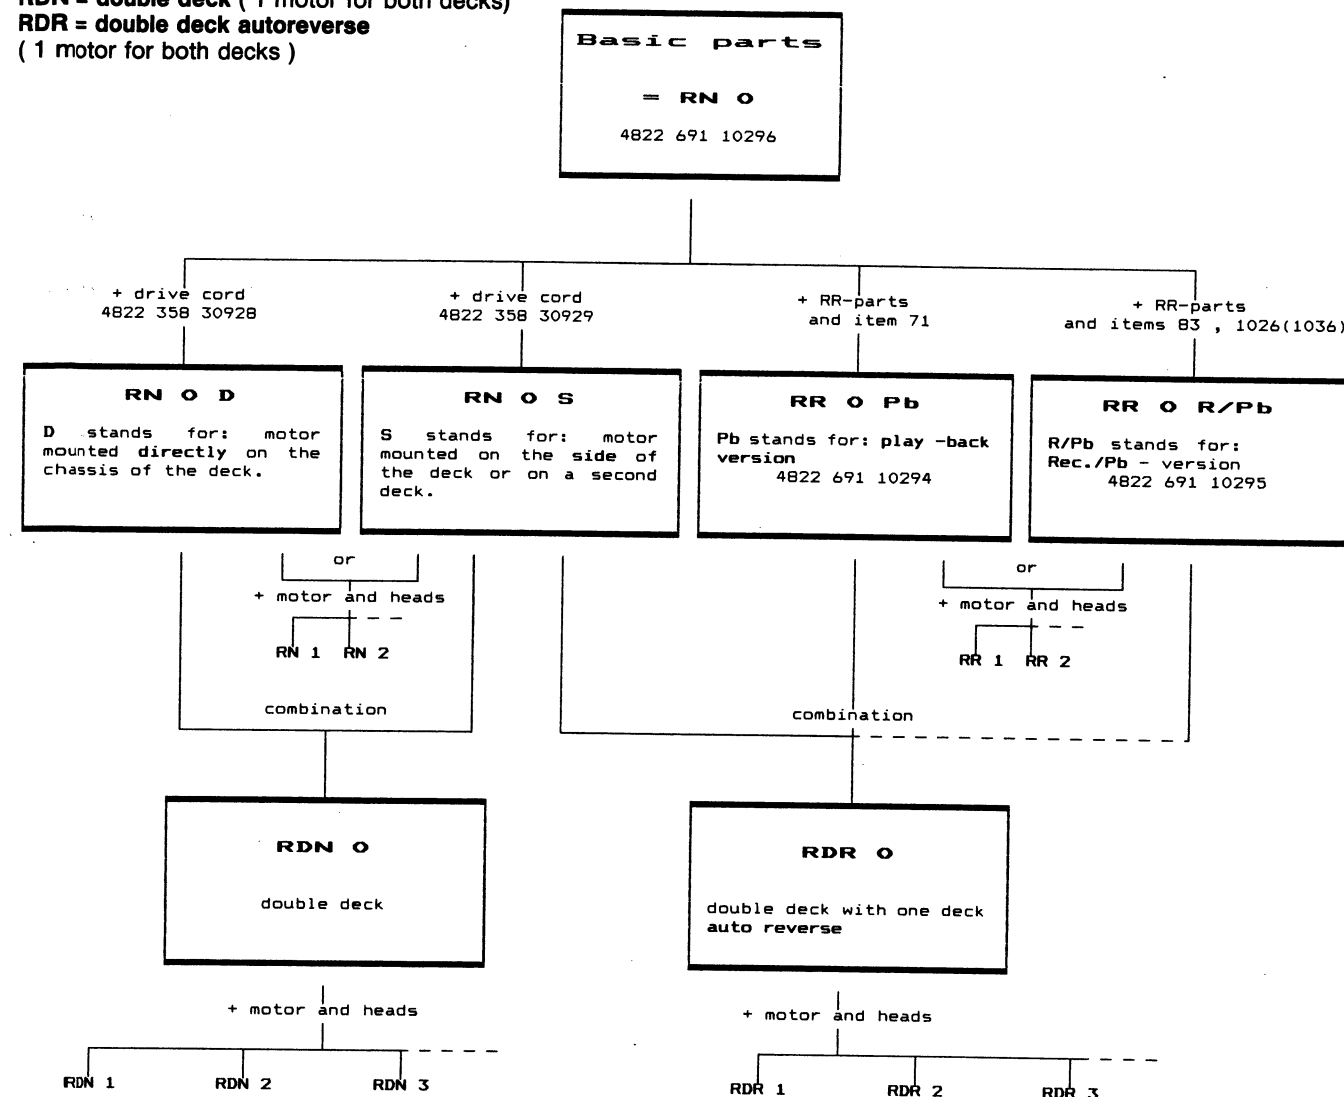 RDN = double deck ( 1 motor for both decks)
RDR = double deck autoreverse
( 1 motor for both decks )
Basic parts
= RN 0
4822 691 10296
+ drive cord
4822 358 30928
+ drive cord
4822 358 30929
+ RR-parts
and item 71
+ RR-parts
and items 83 , 1026(1036)
RN 0 D
D stands for: motor
mounted directly on the
chassis of the deck.
RN 0 S
S stands for: motor
mounted on the side of
the deck or on a second
deck.
RR 0 Pb
Pb stands for: play -back
version
4822 691 10294
RR 0 R/Pb
R/Pb stands for:
Rec./Pb - version
4822 691 10295
or
+ motor and heads
RN 1 RN 2
or
+ motor and heads
RR 1 RR 2
combination
combination
RDN 0
double deck
RDR 0
double deck with one deck
auto reverse
+ motor and heads
RDN 1 RDN 2 RDN 3
+ motor and heads
RDR 1 RDR 2 RDR 3